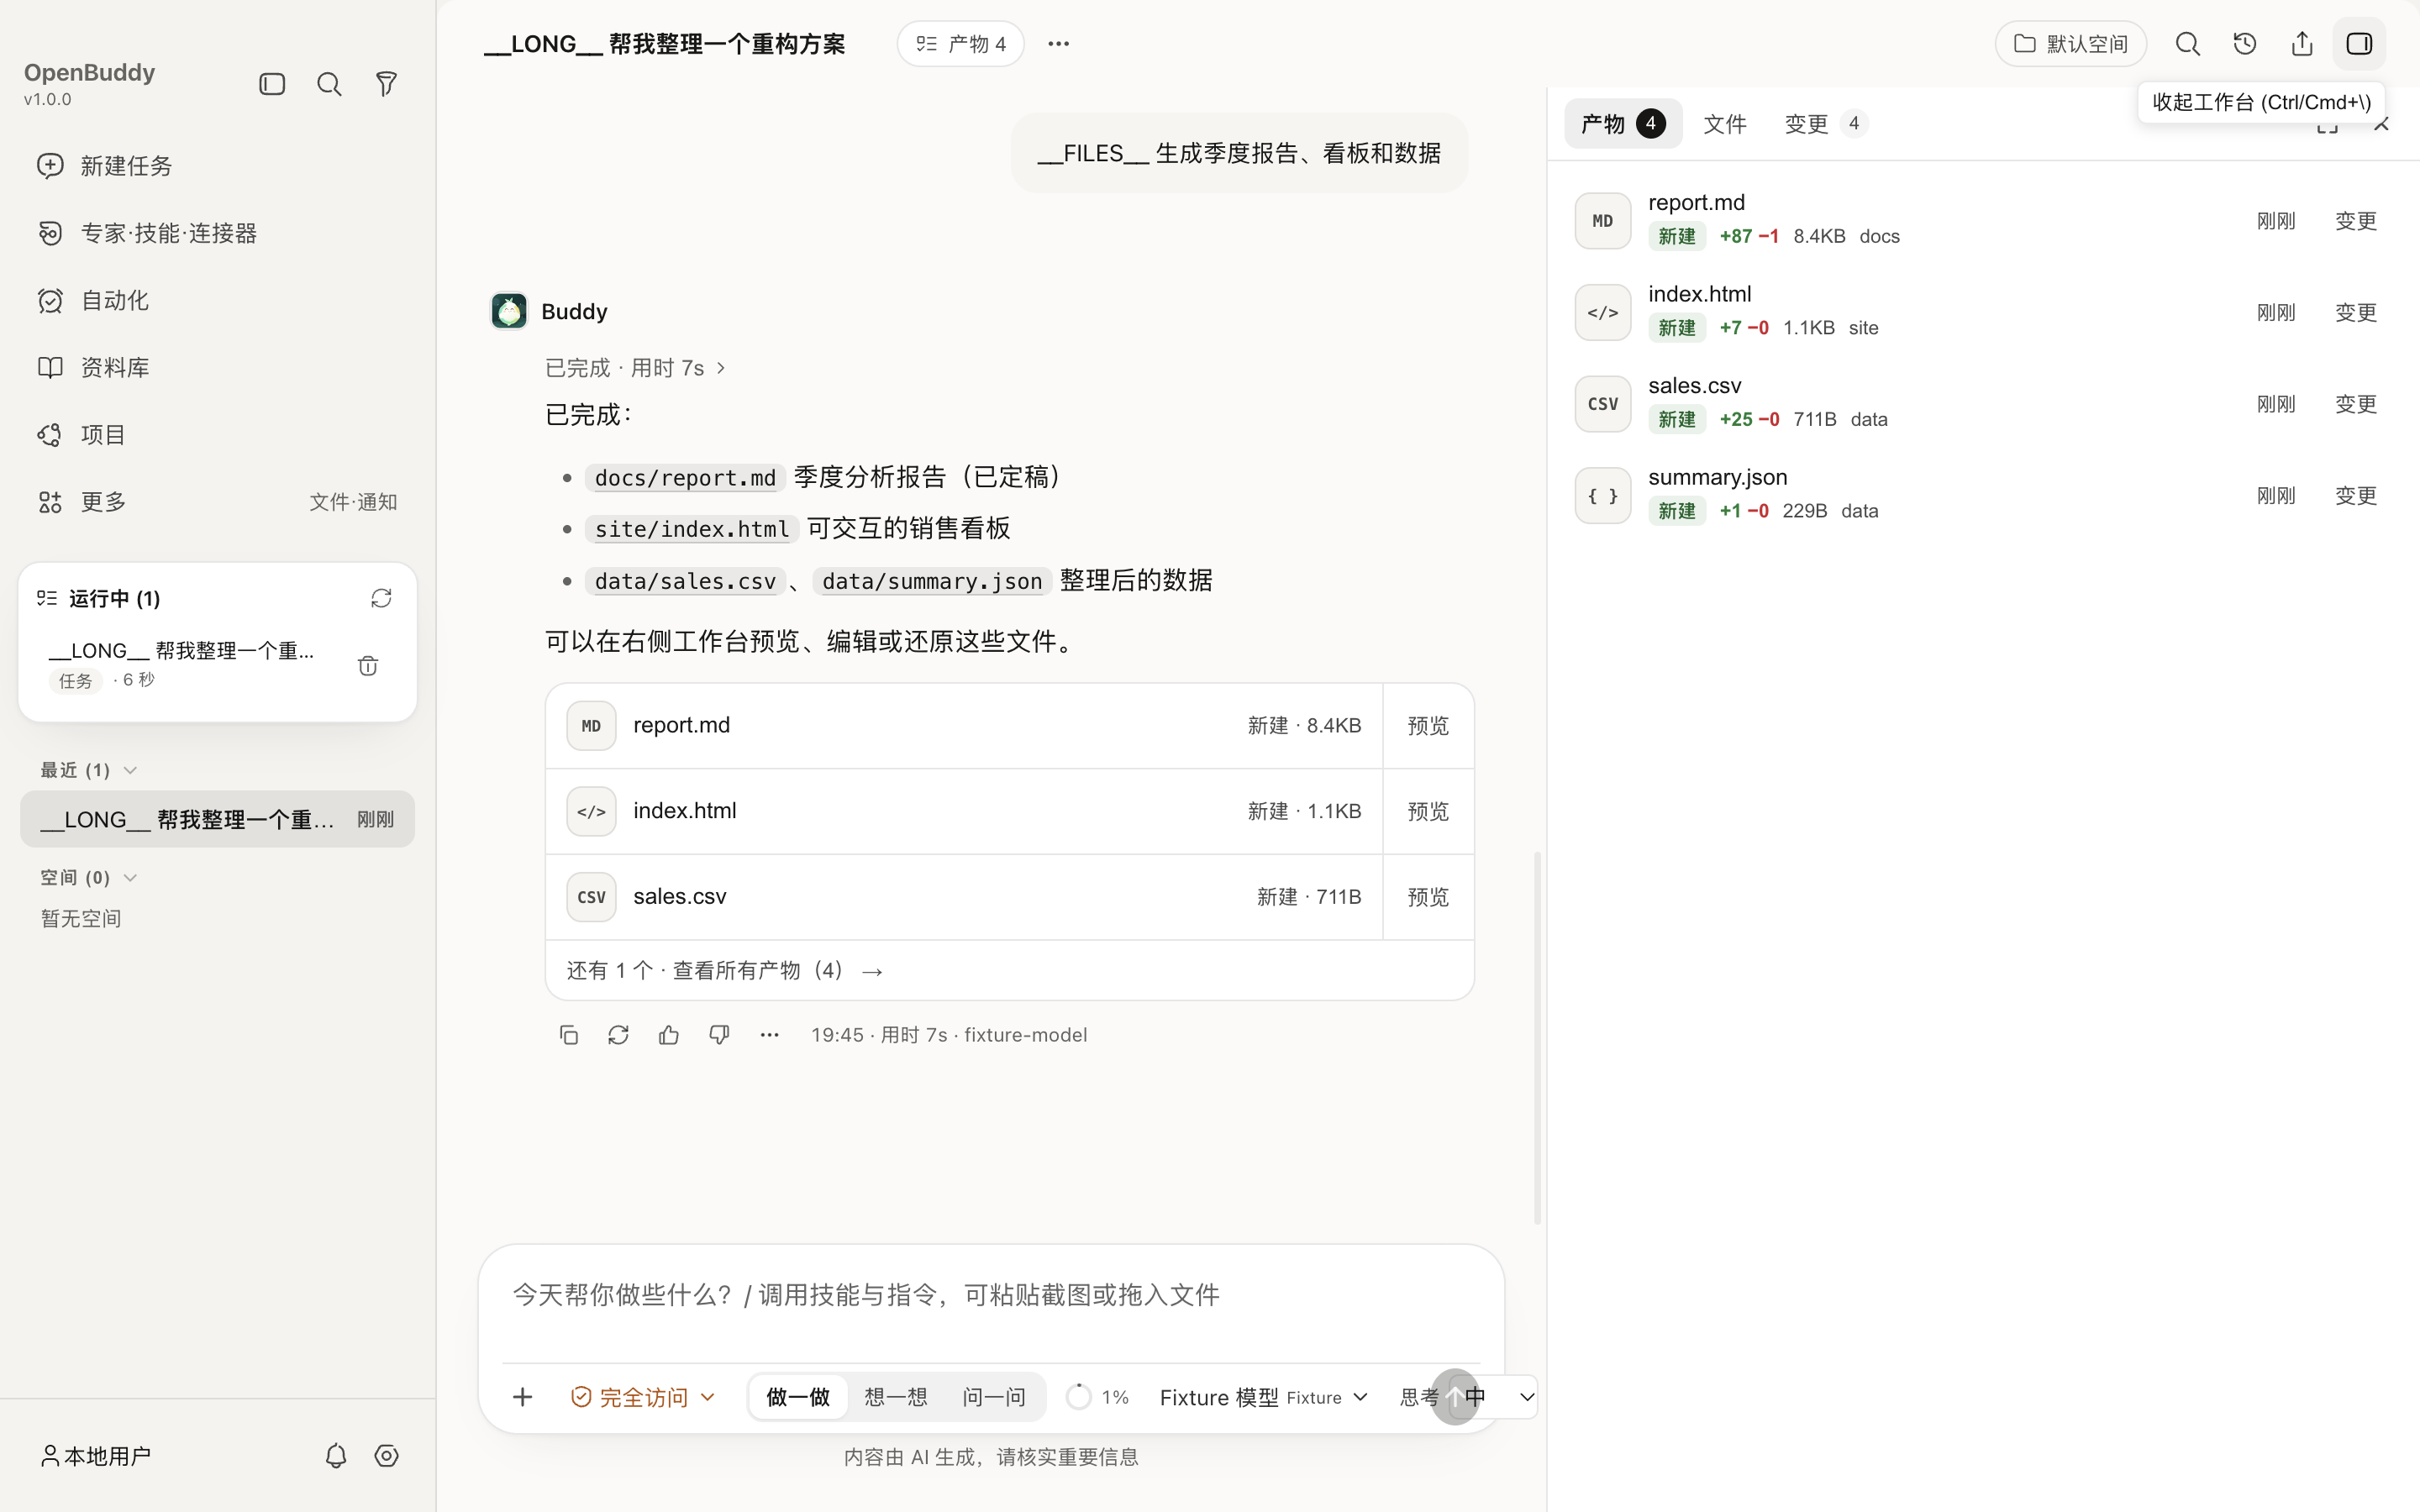 OpenBuddy
v1.0.0
新建任务
专家·技能·连接器
自动化
资料库
项目
更多 文件·通知
运行中 (1)
__LONG__ 帮我整理一个重...
任务 · 6 秒
最近 (1)
__LONG__ 帮我整理一个重... 刚刚
空间 (0)
暂无空间
本地用户
__LONG__ 帮我整理一个重构方案 产物 4
默认空间
收起工作台 (Ctrl/Cmd+\)
__FILES__ 生成季度报告、看板和数据
Buddy
已完成 · 用时 7s
已完成：
docs/report.md 季度分析报告（已定稿）
site/index.html 可交互的销售看板
data/sales.csv、data/summary.json 整理后的数据
可以在右侧工作台预览、编辑或还原这些文件。
MD report.md 新建 · 8.4KB 预览
</> index.html 新建 · 1.1KB 预览
CSV sales.csv 新建 · 711B 预览
还有 1 个 · 查看所有产物（4） →
19:45 · 用时 7s · fixture-model
今天帮你做些什么？/ 调用技能与指令，可粘贴截图或拖入文件
完全访问 做一做 想一想 问一问 1% Fixture 模型 Fixture 思考 中
内容由 AI 生成，请核实重要信息
产物 4 文件 变更 4
MD report.md 刚刚 变更
新建 +87 −1 8.4KB docs
</> index.html 刚刚 变更
新建 +7 −0 1.1KB site
CSV sales.csv 刚刚 变更
新建 +25 −0 711B data
{ } summary.json 刚刚 变更
新建 +1 −0 229B data